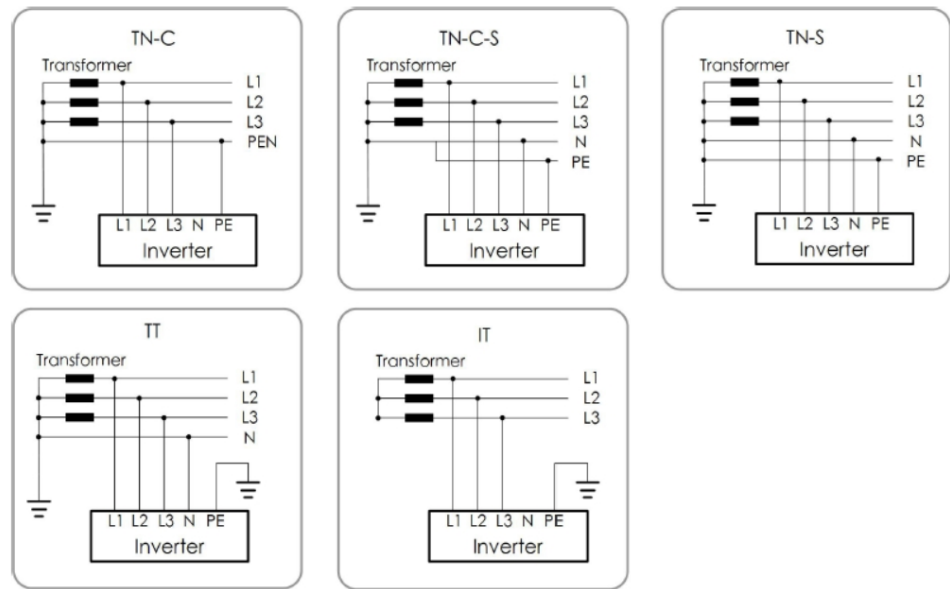 TN-C
Transformer
L1
L2
L3
PEN
L1 L2 L3 N PE
Inverter
TN-C-S
Transformer
L1
L2
L3
N
PE
L1 L2 L3 N PE
Inverter
TN-S
Transformer
L1
L2
L3
N
PE
L1 L2 L3 N PE
Inverter
TT
Transformer
L1
L2
L3
N
L1 L2 L3 N PE
Inverter
IT
Transformer
L1
L2
L3
L1 L2 L3 N PE
Inverter